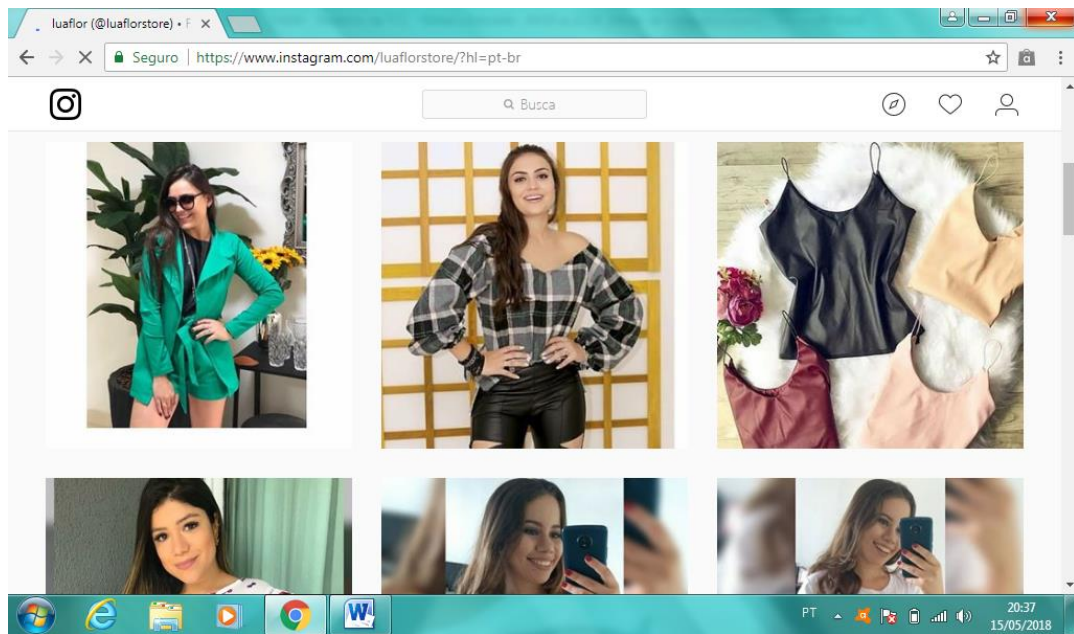 luaflor (@luaflorstore) • F
Seguro
https://www.instagram.com/luaflorstore/?hl=pt-br
Busca
W
PT
20:37
15/05/2018